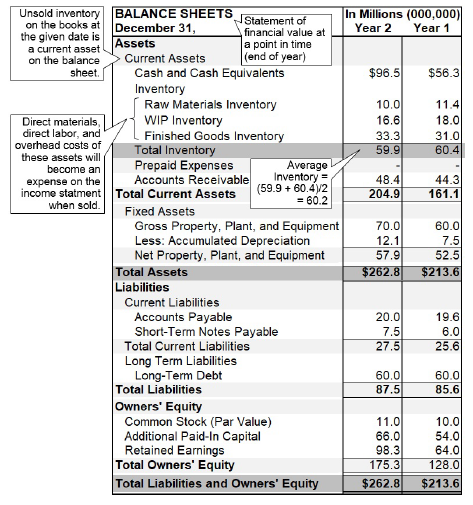 Unsold inventory
on the books at
the given date is
a current asset
on the balance
sheet.
Direct materials,
direct labor, and
overhead costs of
these assets will
become an
expense on the
income statment
when sold.
BALANCE SHEETS In Millions (000,000)
December 31, Year 2 Year 1
Statement of
financial value at
a point in time
(end of year)
Assets
Current Assets
Cash and Cash Equivalents $96.5 $56.3
Inventory
Raw Materials Inventory 10.0 11.4
WIP Inventory 16.6 18.0
Finished Goods Inventory 33.3 31.0
Total Inventory 59.9 60.4
Prepaid Expenses - -
Accounts Receivable 48.4 44.3
Average
Inventory =
(59.9 + 60.4)/2
= 60.2
Total Current Assets 204.9 161.1
Fixed Assets
Gross Property, Plant, and Equipment 70.0 60.0
Less: Accumulated Depreciation 12.1 7.5
Net Property, Plant, and Equipment 57.9 52.5
Total Assets $262.8 $213.6
Liabilities
Current Liabilities
Accounts Payable 20.0 19.6
Short-Term Notes Payable 7.5 6.0
Total Current Liabilities 27.5 25.6
Long Term Liabilities
Long-Term Debt 60.0 60.0
Total Liabilities 87.5 85.6
Owners' Equity
Common Stock (Par Value) 11.0 10.0
Additional Paid-In Capital 66.0 54.0
Retained Earnings 98.3 64.0
Total Owners' Equity 175.3 128.0
Total Liabilities and Owners' Equity $262.8 $213.6